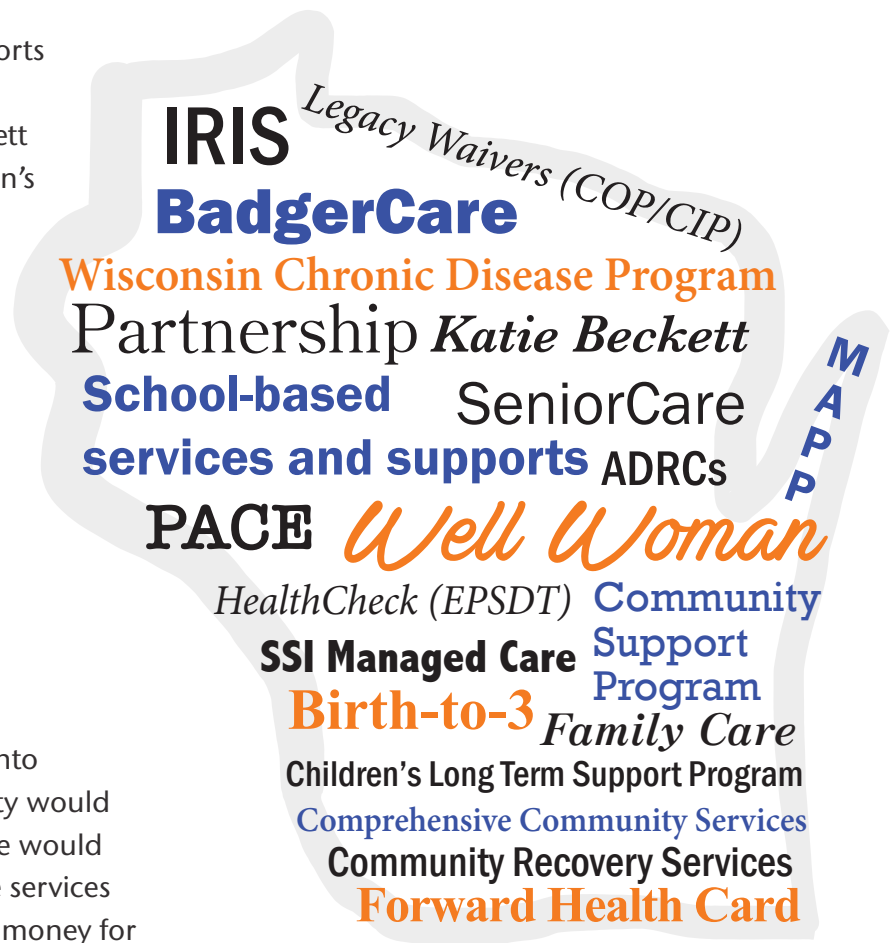 orts
ett
n's
IRIS
Legacy Waivers (COP/CIP)
BadgerCare
Wisconsin Chronic Disease Program
Partnership Katie Beckett
MAPP
School-based
SeniorCare
services and supports
ADRCs
PACE
Well Woman
HealthCheck (EPSDT)
Community
Support
Program
SSI Managed Care
Birth-to-3
Family Care
Children's Long Term Support Program
Comprehensive Community Services
Community Recovery Services
Forward Health Card
nto
ty would
e would
e services
money for